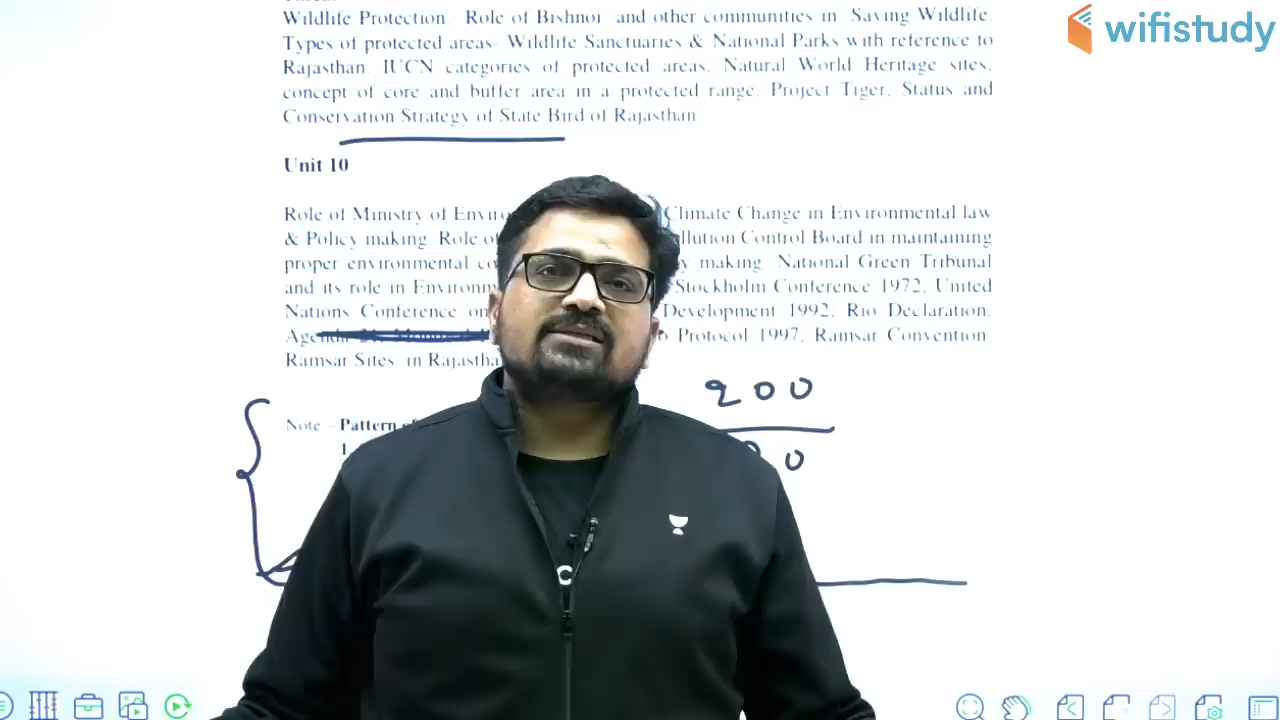 wifistudy
Wildlife Protection. Role of Bishnoi and other communities in Saving Wildlife.
Types of protected areas- Wildlife Sanctuaries & National Parks with reference to
Rajasthan. IUCN categories of protected areas, Natural World Heritage sites;
concept of core and buffer area in a protected range, Project Tiger, Status and
Conservation Strategy of State Bird of Rajasthan
Unit 10
Role of Ministry of Climate Change in Environmental law
& Policy making. Role of Control Board in maintaining
proper environmental making. National Green Tribunal
and its role in Stockholm Conference 1972, United
Nations Conference on Development 1992, Rio Declaration,
Protocol 1997, Ramsar Convention.
Ramsar Sites in
Note - Pattern
1
200